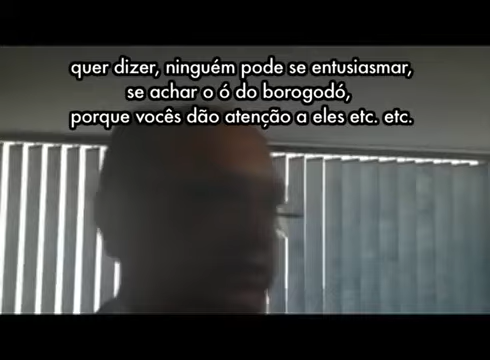 quer dizer, ninguém pode se entusiasmar,
se achar o ó do borogodó,
porque vocês dão atenção a eles etc. etc.